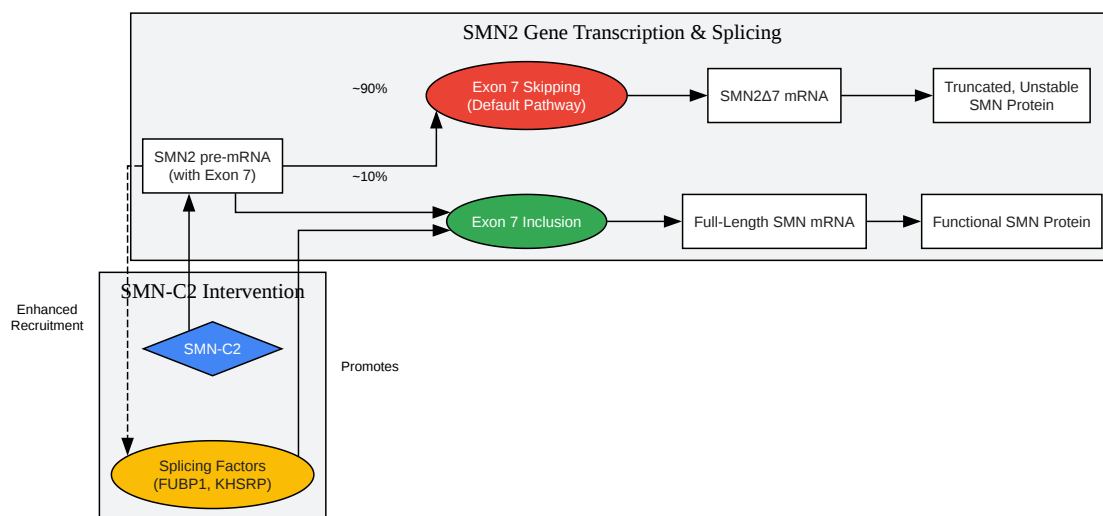 SMN2 Gene Transcription & Splicing
~90%
Exon 7 Skipping
(Default Pathway)
SMN2Δ7 mRNA
Truncated, Unstable
SMN Protein
SMN2 pre-mRNA
(with Exon 7)
~10%
Exon 7 Inclusion
Full-Length SMN mRNA
Functional SMN Protein
SMN-C2 Intervention
Enhanced
Recruitment
SMN-C2
Promotes
Splicing Factors
(FUBP1, KHSRP)